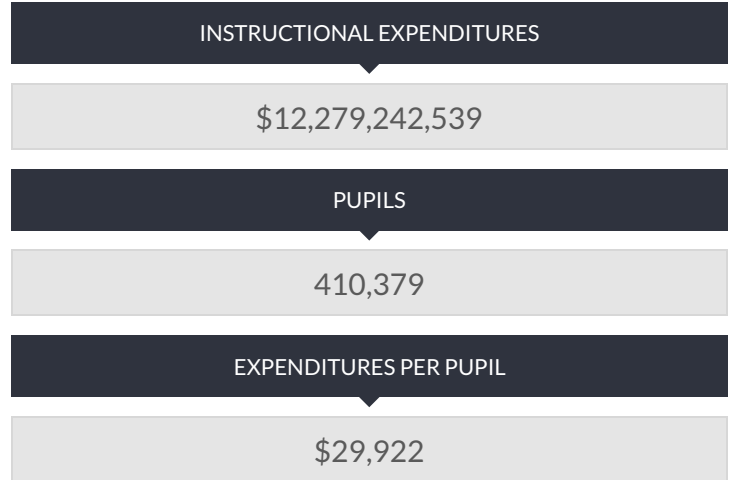 INSTRUCTIONAL EXPENDITURES
$12,279,242,539
PUPILS
410,379
EXPENDITURES PER PUPIL
$29,922